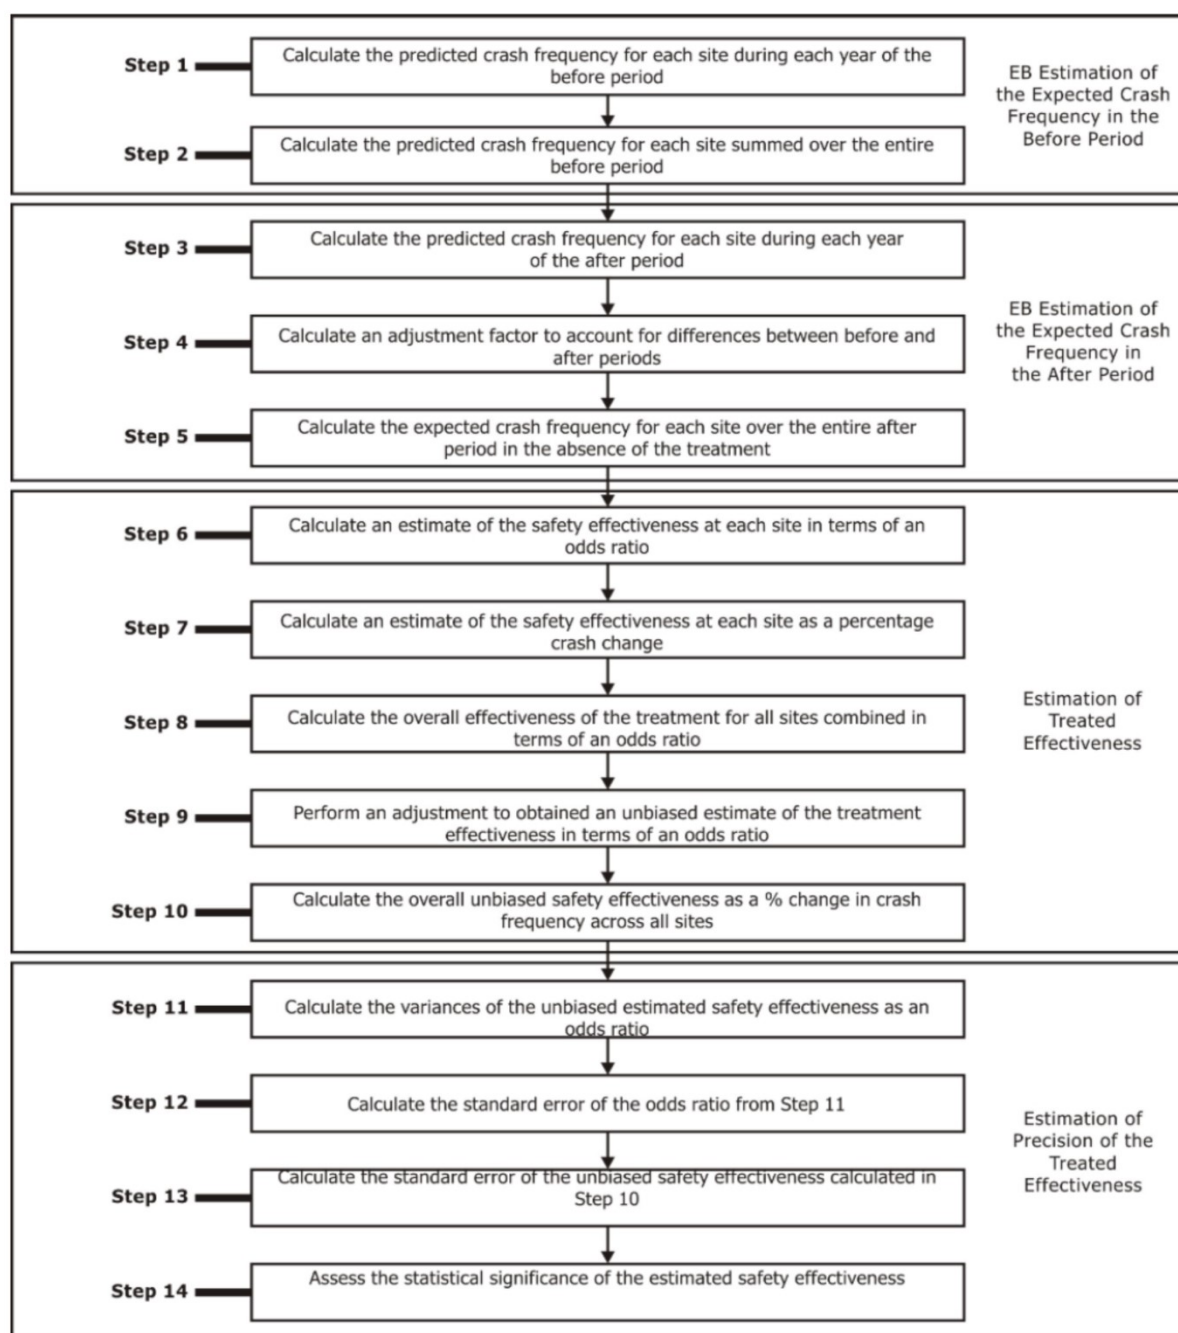 Step 1
Calculate the predicted crash frequency for each site during each year of the
before period
Step 2
Calculate the predicted crash frequency for each site summed over the entire
before period
EB Estimation of
the Expected Crash
Frequency in the
Before Period
Step 3
Calculate the predicted crash frequency for each site during each year
of the after period
Step 4
Calculate an adjustment factor to account for differences between before and
after periods
Step 5
Calculate the expected crash frequency for each site over the entire after
period in the absence of the treatment
EB Estimation of
the Expected Crash
Frequency in
the After Period
Step 6
Calculate an estimate of the safety effectiveness at each site in terms of an
odds ratio
Step 7
Calculate an estimate of the safety effectiveness at each site as a percentage
crash change
Step 8
Calculate the overall effectiveness of the treatment for all sites combined in
terms of an odds ratio
Step 9
Perform an adjustment to obtained an unbiased estimate of the treatment
effectiveness in terms of an odds ratio
Step 10
Calculate the overall unbiased safety effectiveness as a % change in crash
frequency across all sites
Estimation of
Treated
Effectiveness
Step 11
Calculate the variances of the unbiased estimated safety effectiveness as an
odds ratio
Step 12
Calculate the standard error of the odds ratio from Step 11
Step 13
Calculate the standard error of the unbiased safety effectiveness calculated in
Step 10
Step 14
Assess the statistical significance of the estimated safety effectiveness
Estimation of
Precision of the
Treated
Effectiveness